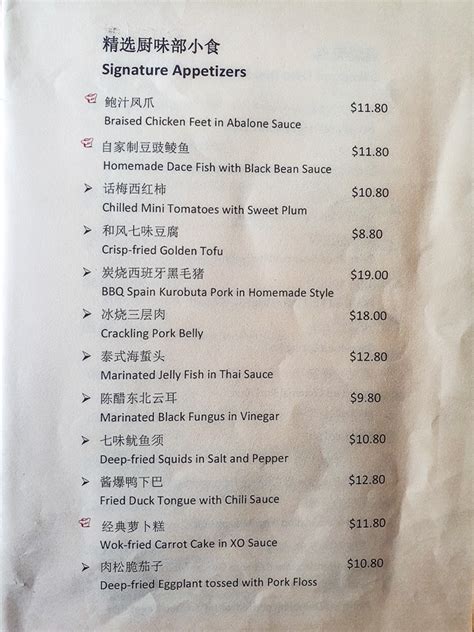 精选厨味部小食
Signature Appetizers
鲍汁凤爪 $11.80
Braised Chicken Feet in Abalone Sauce
自家制豆豉鲮鱼 $11.80
Homemade Dace Fish with Black Bean Sauce
话梅西红柿 $10.80
Chilled Mini Tomatoes with Sweet Plum
和风七味豆腐 $8.80
Crisp-fried Golden Tofu
炭烧西班牙黑毛猪 $19.00
BBQ Spain Kurobuta Pork in Homemade Style
冰烧三层肉 $18.00
Crackling Pork Belly
泰式海蜇头 $12.80
Marinated Jelly Fish in Thai Sauce
陈醋东北云耳 $9.80
Marinated Black Fungus in Vinegar
七味鱿鱼须 $10.80
Deep-fried Squids in Salt and Pepper
酱爆鸭下巴 $12.80
Fried Duck Tongue with Chili Sauce
经典萝卜糕 $11.80
Wok-fried Carrot Cake in XO Sauce
肉松脆茄子 $10.80
Deep-fried Eggplant tossed with Pork Floss